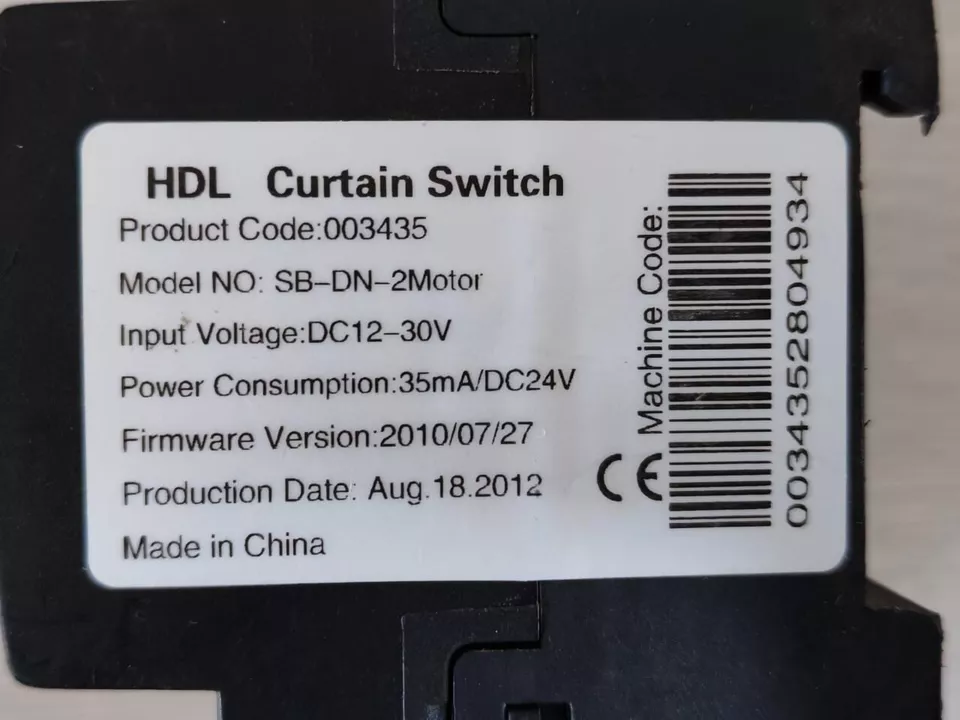 HDL Curtain Switch
Product Code:003435
Model NO: SB-DN-2Motor
Input Voltage:DC12-30V
Power Consumption:35mA/DC24V
Firmware Version:2010/07/27
Production Date: Aug.18.2012
Made in China
CE
Machine Code:
0034352804934